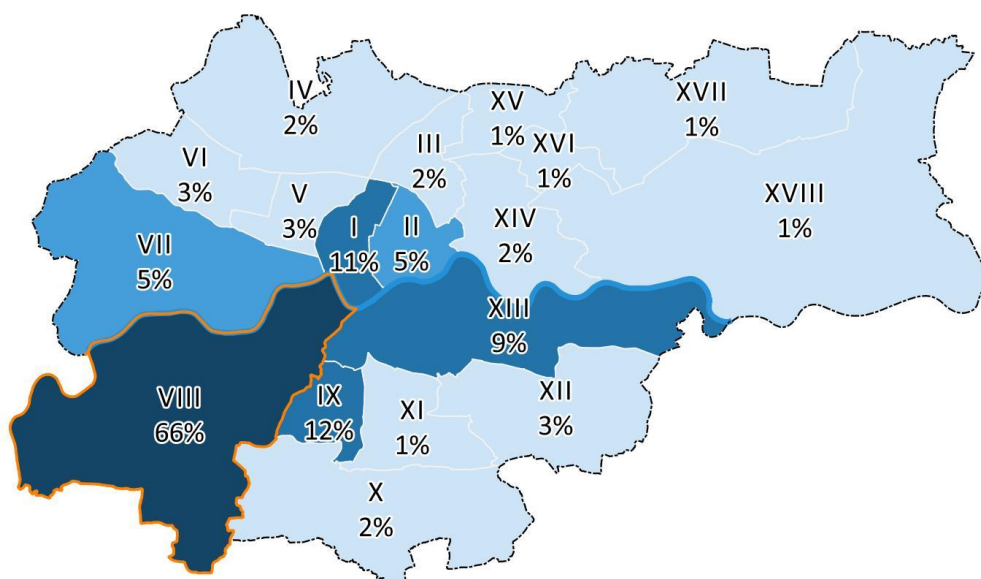 IV
2%
XV
1%
XVII
1%
III
2%
XVI
1%
VI
3%
V
3%
XVIII
1%
I
11%
II
5%
XIV
2%
VII
5%
XIII
9%
VIII
66%
IX
12%
XI
1%
XII
3%
X
2%